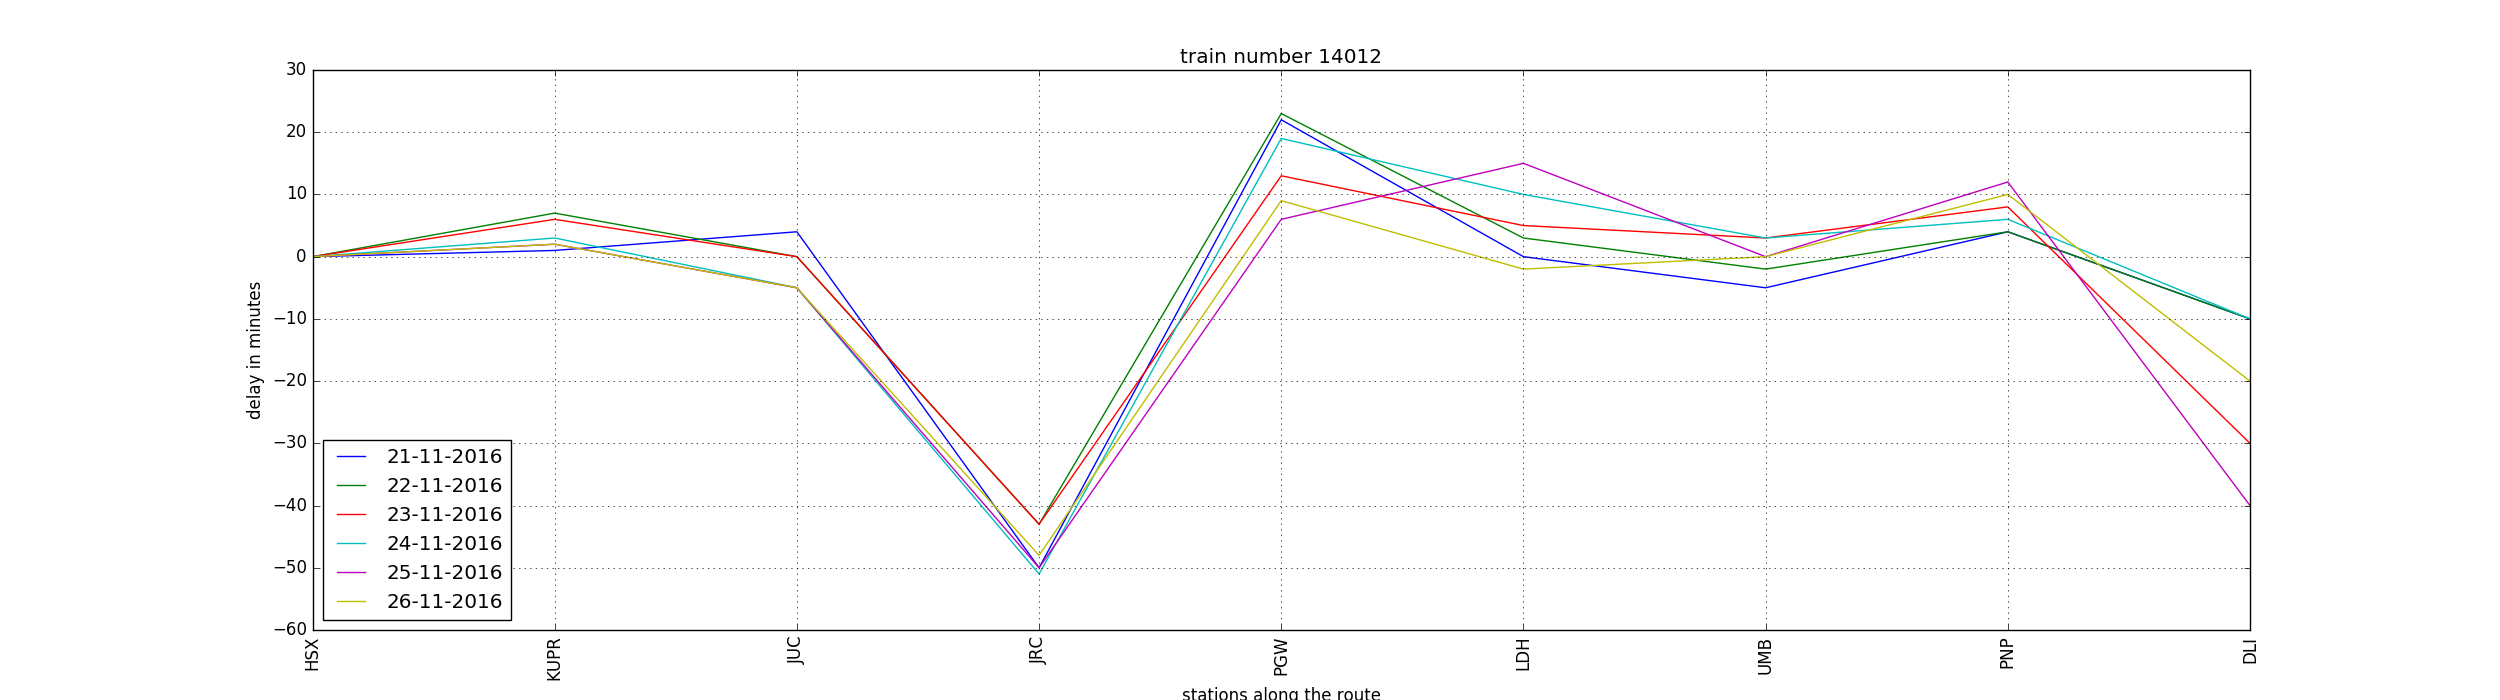 train number 14012
30
20
10
0
−10
−20
−30
−40
−50
−60
delay in minutes
21-11-2016
22-11-2016
23-11-2016
24-11-2016
25-11-2016
26-11-2016
HSX
KUPR
JUC
JRC
PGW
LDH
UMB
PNP
DLI
stations along the route